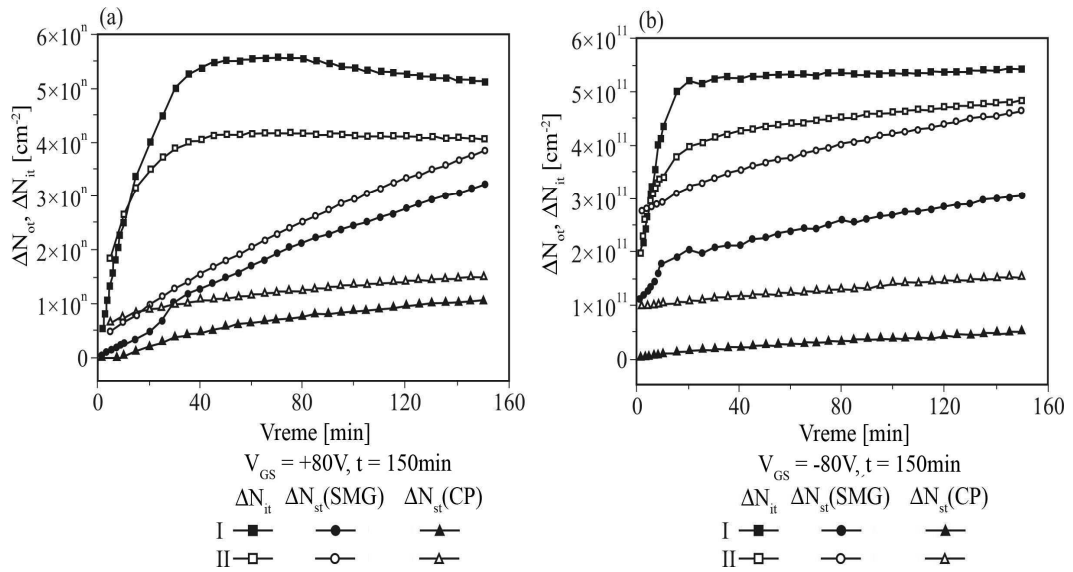 (a)
6×10ⁿ
5×10ⁿ
4×10ⁿ
3×10ⁿ
2×10ⁿ
1×10ⁿ
0
ΔN_ot, ΔN_it [cm⁻²]
0 40 80 120 160
Vreme [min]
V_GS = +80V, t = 150min
ΔN_it ΔN_st(SMG) ΔN_st(CP)
I
II
(b)
6×10¹¹
5×10¹¹
4×10¹¹
3×10¹¹
2×10¹¹
1×10¹¹
0
ΔN_ot, ΔN_it [cm⁻²]
0 40 80 120 160
Vreme [min]
V_GS = -80V, t = 150min
ΔN_it ΔN_st(SMG) ΔN_st(CP)
I
II